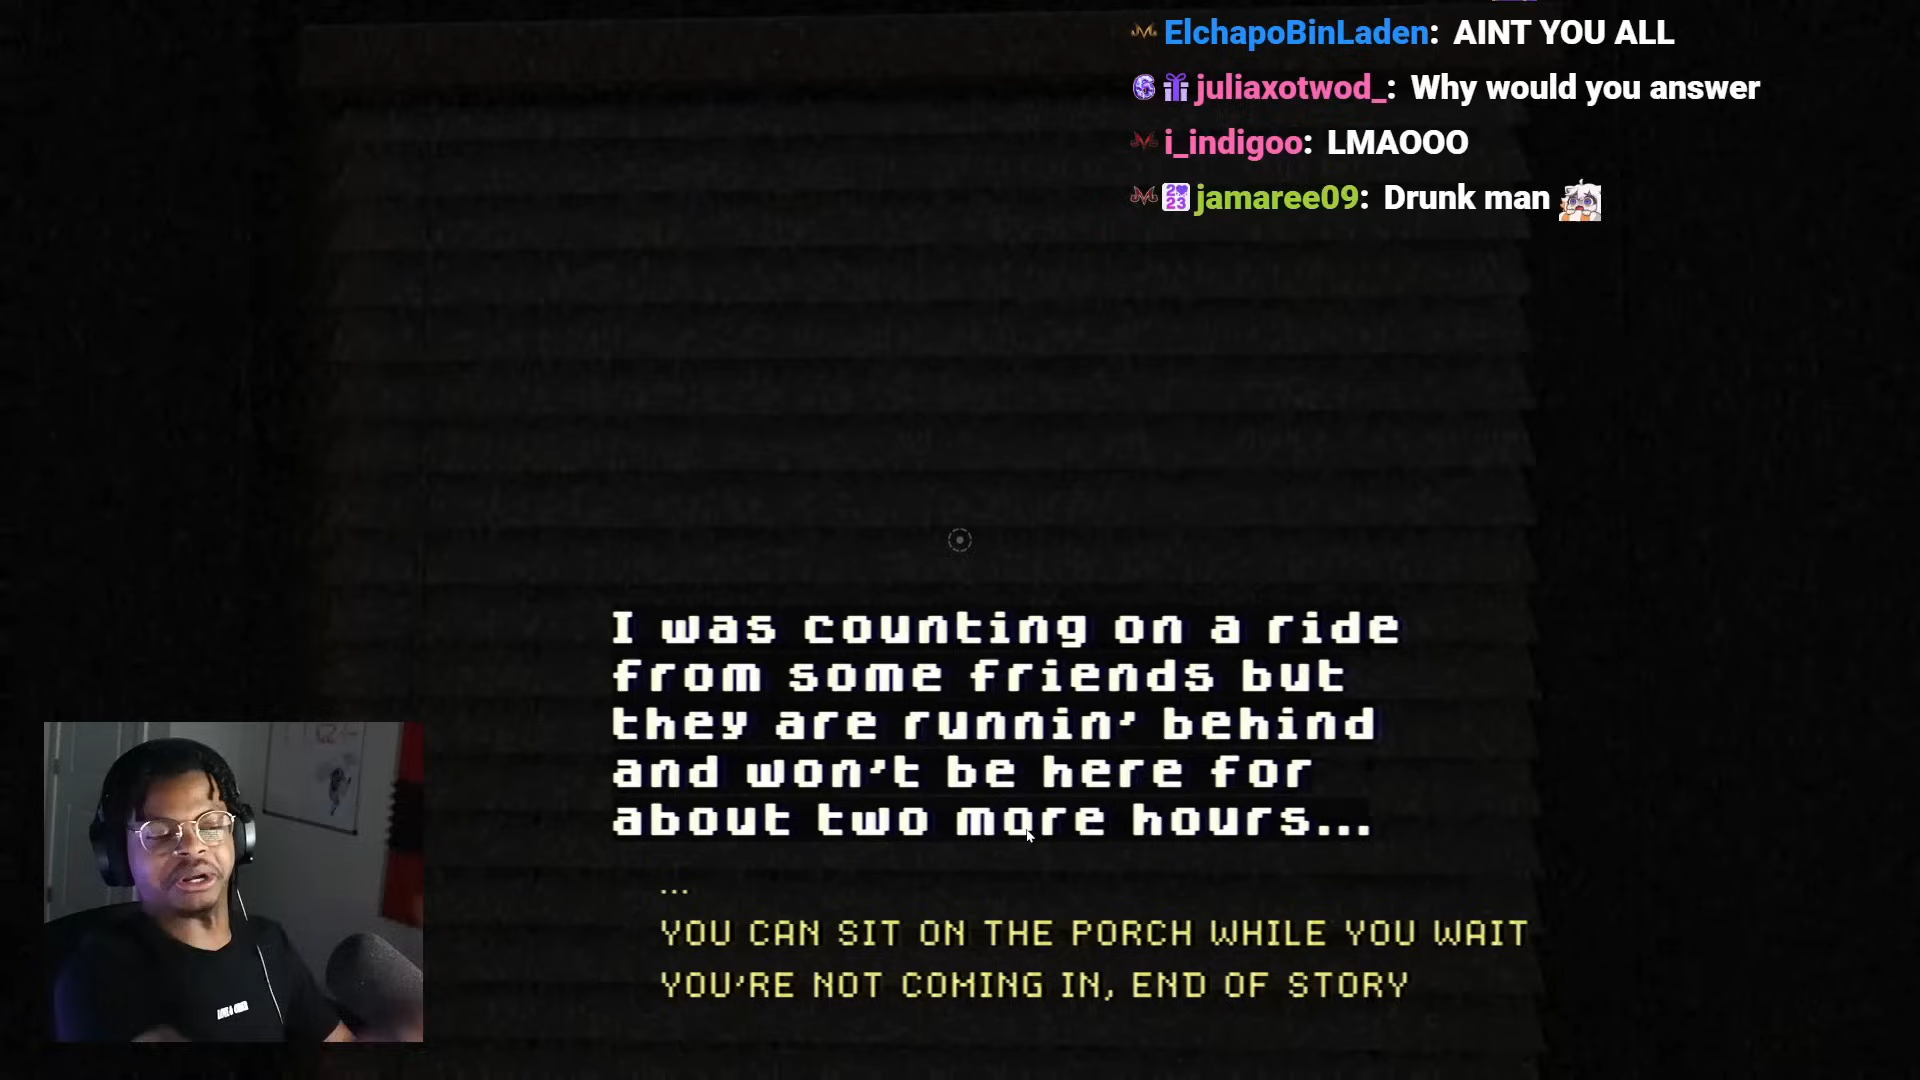 ElchapoBinLaden: AINT YOU ALL
juliaxotwod_: Why would you answer
i_indigoo: LMAOOO
jamaree09: Drunk man
I was counting on a ride
from some friends but
they are runnin' behind
and won't be here for
about two more hours...
...
YOU CAN SIT ON THE PORCH WHILE YOU WAIT
YOU'RE NOT COMING IN, END OF STORY